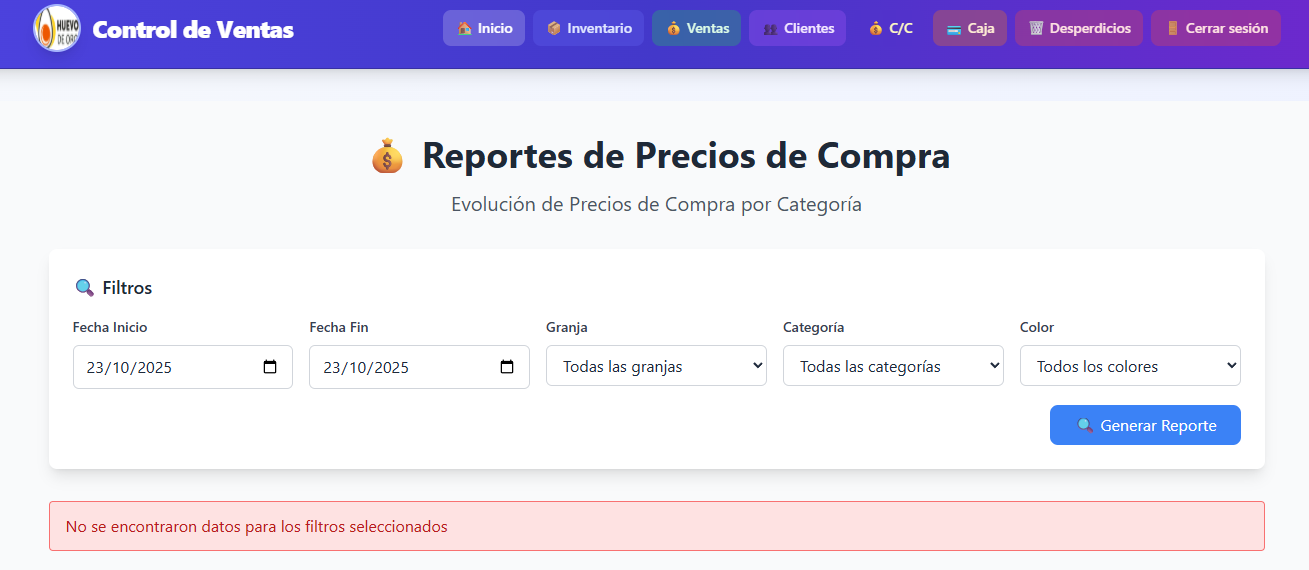 HUEVO
DE ORO
Control de Ventas
Inicio
Inventario
Ventas
Clientes
C/C
Caja
Desperdicios
Cerrar sesión
Reportes de Precios de Compra
Evolución de Precios de Compra por Categoría
Filtros
Fecha Inicio
Fecha Fin
Granja
Categoría
Color
23/10/2025
23/10/2025
Todas las granjas
Todas las categorías
Todos los colores
Generar Reporte
No se encontraron datos para los filtros seleccionados